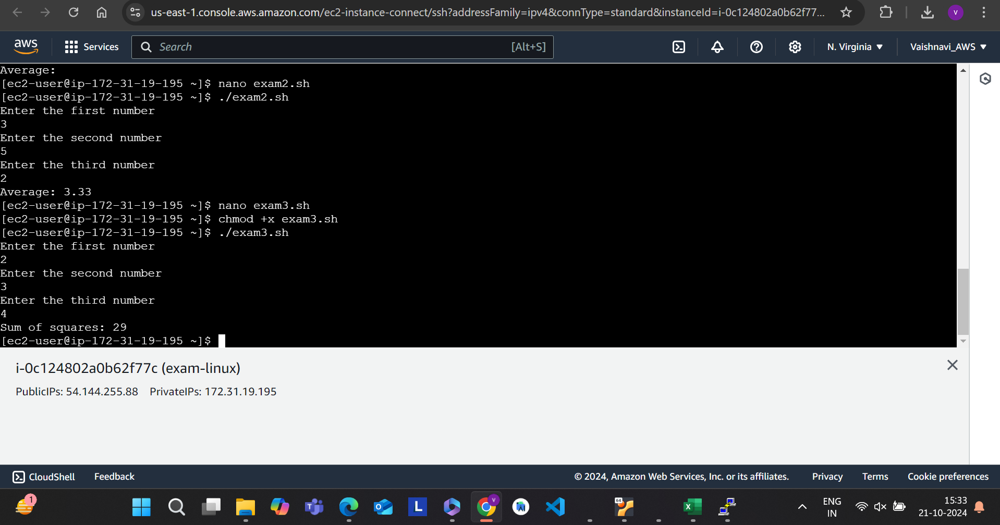 us-east-1.console.aws.amazon.com/ec2-instance-connect/ssh?addressFamily=ipv4&connType=standard&instanceId=i-0c124802a0b62f77...
V
aws
Services
Search
[Alt+S]
N. Virginia
Vaishnavi_AWS
Average:
[ec2-user@ip-172-31-19-195 ~]$ nano exam2.sh
[ec2-user@ip-172-31-19-195 ~]$ ./exam2.sh
Enter the first number
3
Enter the second number
5
Enter the third number
2
Average: 3.33
[ec2-user@ip-172-31-19-195 ~]$ nano exam3.sh
[ec2-user@ip-172-31-19-195 ~]$ chmod +x exam3.sh
[ec2-user@ip-172-31-19-195 ~]$ ./exam3.sh
Enter the first number
2
Enter the second number
3
Enter the third number
4
Sum of squares: 29
[ec2-user@ip-172-31-19-195 ~]$
i-0c124802a0b62f77c (exam-linux)
PublicIPs: 54.144.255.88 PrivateIPs: 172.31.19.195
CloudShell
Feedback
© 2024, Amazon Web Services, Inc. or its affiliates.
Privacy
Terms
Cookie preferences
1
L
ENG
IN
15:33
21-10-2024